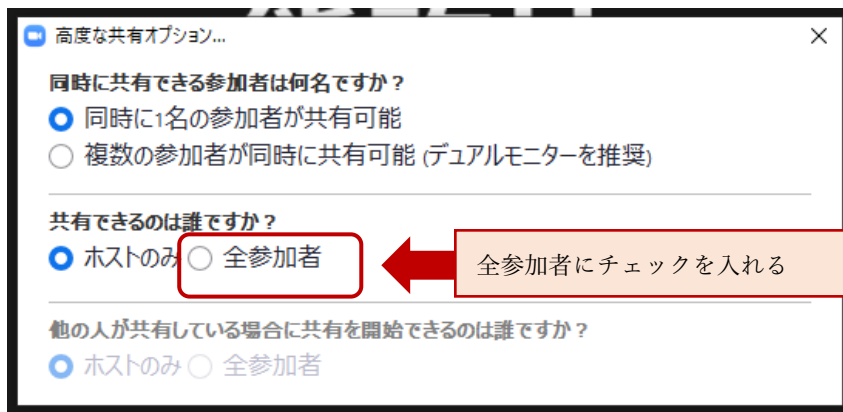 高度な共有オプション...
同時に共有できる参加者は何名ですか？
同時に1名の参加者が共有可能
複数の参加者が同時に共有可能 (デュアルモニターを推奨)
共有できるのは誰ですか？
ホストのみ 全参加者
全参加者にチェックを入れる
他の人が共有している場合に共有を開始できるのは誰ですか？
ホストのみ 全参加者